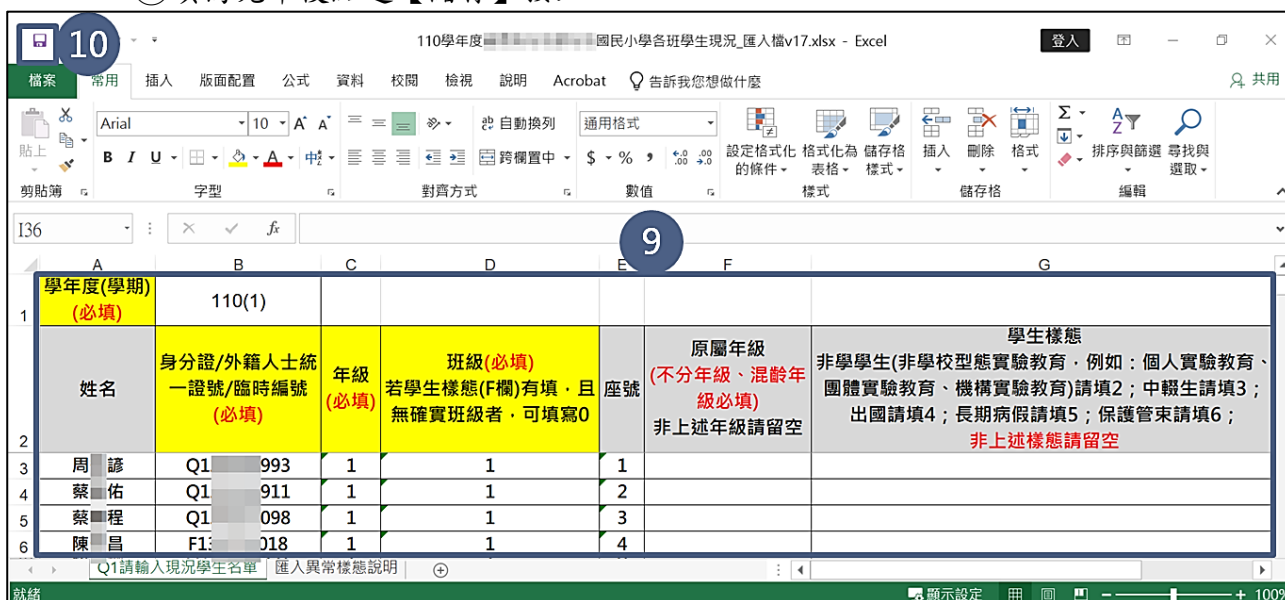 10
110學年度 國民小學各班學生現況_匯入檔v17.xlsx - Excel
登入
檔案 常用 插入 版面配置 公式 資料 校閱 檢視 說明 Acrobat 告訴我您想做什麼 共用
貼上
Arial 10
B I U
自動換列
跨欄置中
通用格式
$ - %
設定格式化的條件
格式化為表格
儲存格樣式
插入 刪除 格式
排序與篩選 尋找與選取
剪貼簿 字型 對齊方式 數值 樣式 儲存格 編輯
I36 fx
9
A B C D E F G
1 學年度(學期)(必填) 110(1)
2 姓名
身分證/外籍人士統一證號/臨時編號(必填)
年級(必填)
班級(必填)
若學生樣態(F欄)有填,且
無確實班級者,可填寫0
座號
原屬年級
(不分年級、混齡年級必填)
非上述年級請留空
學生樣態
非學學生(非學校型態實驗教育,例如:個人實驗教育、
團體實驗教育、機構實驗教育)請填2;中輟生請填3;
出國請填4;長期病假請填5;保護管束請填6;
非上述樣態請留空
3 周 諺 Q1 993 1 1 1
4 蔡 佑 Q1 911 1 1 2
5 蔡 程 Q1 098 1 1 3
6 陳 昌 F13 018 1 1 4
Q1請輸入現況學生名單 匯入異常樣態說明
就緒 顯示設定 100%